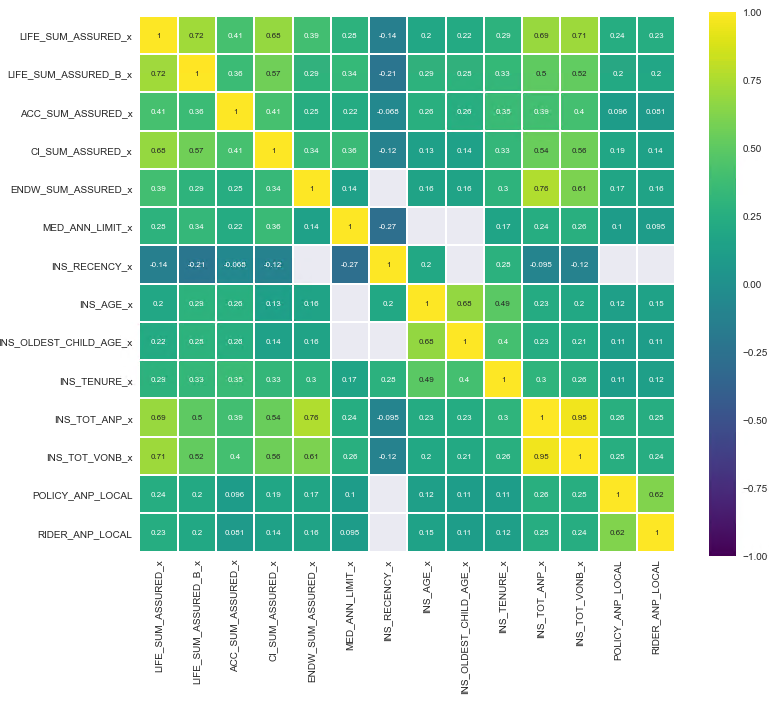 LIFE_SUM_ASSURED_x 1 0.72 0.41 0.68 0.39 0.28 -0.14 0.2 0.22 0.29 0.69 0.71 0.24 0.23
LIFE_SUM_ASSURED_B_x 0.72 1 0.36 0.57 0.29 0.34 -0.21 0.29 0.28 0.33 0.5 0.52 0.2 0.2
ACC_SUM_ASSURED_x 0.41 0.36 1 0.41 0.25 0.22 -0.068 0.26 0.26 0.35 0.39 0.4 0.096 0.081
CI_SUM_ASSURED_x 0.68 0.57 0.41 1 0.34 0.36 -0.12 0.13 0.14 0.33 0.54 0.56 0.19 0.14
ENDW_SUM_ASSURED_x 0.39 0.29 0.25 0.34 1 0.14 0.16 0.16 0.3 0.76 0.61 0.17 0.16
MED_ANN_LIMIT_x 0.28 0.34 0.22 0.36 0.14 1 -0.27 0.17 0.24 0.26 0.1 0.095
INS_RECENCY_x -0.14 -0.21 -0.068 -0.12 -0.27 1 0.2 0.28 -0.095 -0.12
INS_AGE_x 0.2 0.29 0.26 0.13 0.16 0.2 1 0.68 0.49 0.23 0.2 0.12 0.15
NS_OLDEST_CHILD_AGE_x 0.22 0.28 0.26 0.14 0.16 0.68 1 0.4 0.23 0.21 0.11 0.11
INS_TENURE_x 0.29 0.33 0.35 0.33 0.3 0.17 0.28 0.49 0.4 1 0.3 0.26 0.11 0.12
INS_TOT_ANP_x 0.69 0.5 0.39 0.54 0.76 0.24 -0.095 0.23 0.23 0.3 1 0.95 0.26 0.25
INS_TOT_VONB_x 0.71 0.52 0.4 0.56 0.61 0.26 -0.12 0.2 0.21 0.26 0.95 1 0.25 0.24
POLICY_ANP_LOCAL 0.24 0.2 0.096 0.19 0.17 0.1 0.12 0.11 0.11 0.26 0.25 1 0.62
RIDER_ANP_LOCAL 0.23 0.2 0.081 0.14 0.16 0.095 0.15 0.11 0.12 0.25 0.24 0.62 1
LIFE_SUM_ASSURED_x
LIFE_SUM_ASSURED_B_x
ACC_SUM_ASSURED_x
CI_SUM_ASSURED_x
ENDW_SUM_ASSURED_x
MED_ANN_LIMIT_x
INS_RECENCY_x
INS_AGE_x
INS_OLDEST_CHILD_AGE_x
INS_TENURE_x
INS_TOT_ANP_x
INS_TOT_VONB_x
POLICY_ANP_LOCAL
RIDER_ANP_LOCAL
1.00
0.75
0.50
0.25
0.00
−0.25
−0.50
−0.75
−1.00